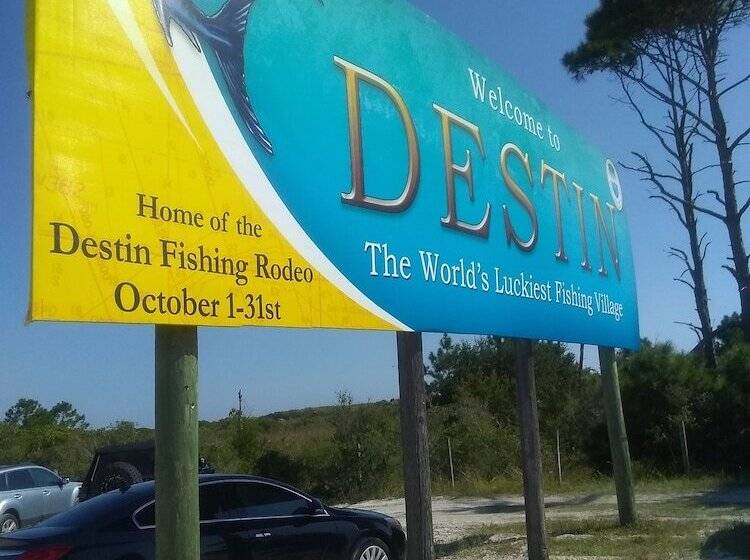 Welcome to
DESTIN
The World's Luckiest Fishing Village
Home of the
Destin Fishing Rodeo
October 1-31st